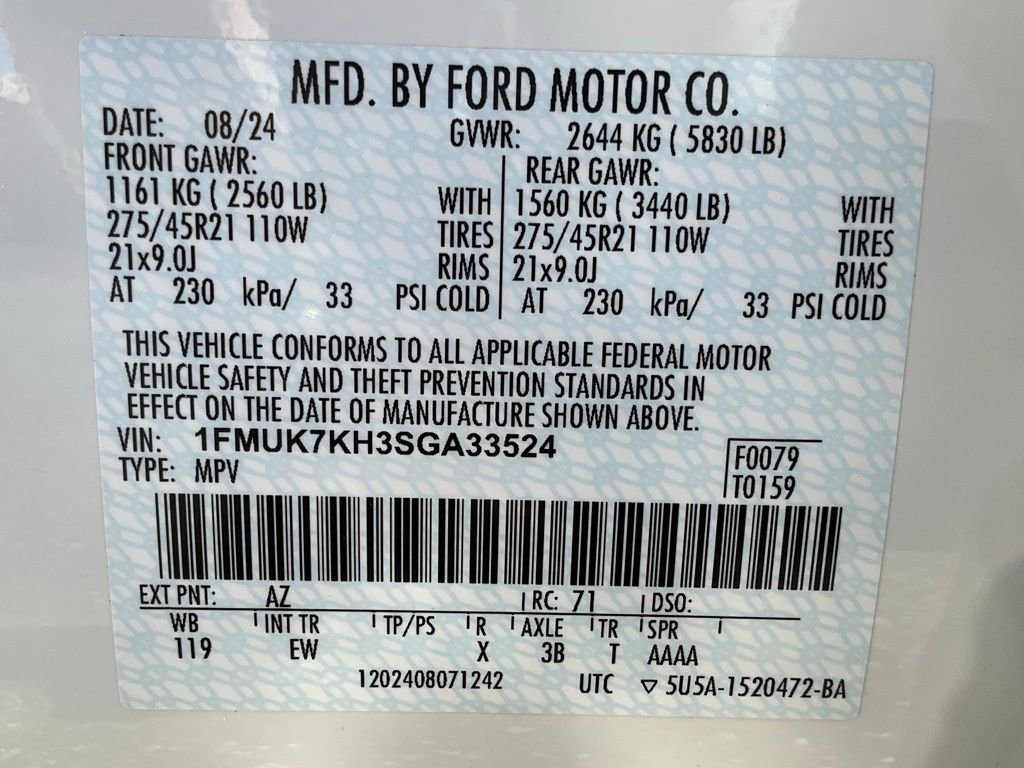 MFD. BY FORD MOTOR CO.
DATE: 08/24 GVWR: 2644 KG ( 5830 LB)
FRONT GAWR: REAR GAWR:
1161 KG ( 2560 LB) WITH 1560 KG ( 3440 LB) WITH
275/45R21 110W TIRES 275/45R21 110W TIRES
21x9.0J RIMS 21x9.0J RIMS
AT 230 kPa/ 33 PSI COLD AT 230 kPa/ 33 PSI COLD
THIS VEHICLE CONFORMS TO ALL APPLICABLE FEDERAL MOTOR
VEHICLE SAFETY AND THEFT PREVENTION STANDARDS IN
EFFECT ON THE DATE OF MANUFACTURE SHOWN ABOVE.
VIN: 1FMUK7KH3SGA33524
TYPE: MPV
F0079
T0159
EXT PNT: AZ RC: 71 DSO:
WB INT TR TP/PS R AXLE TR SPR
119 EW X 3B T AAAA
1202408071242 UTC ▽ 5U5A-1520472-BA